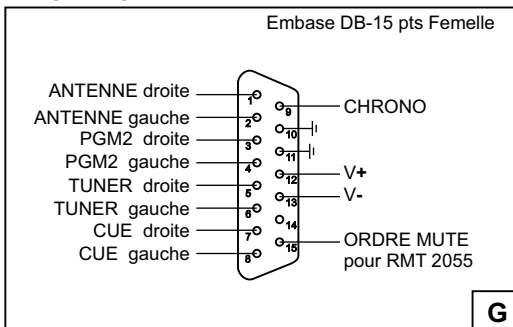 Embase DB-15 pts Femelle
ANTENNE droite
ANTENNE gauche
PGM2 droite
PGM2 gauche
TUNER droite
TUNER gauche
CUE droite
CUE gauche
1
2
3
4
5
6
7
8
9
10
11
12
13
14
15
CHRONO
V+
V-
ORDRE MUTE
pour RMT 2055
G